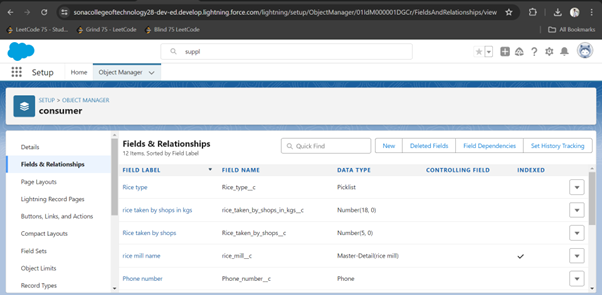 sonacollegeoftechnology28-dev-ed.develop.lightning.force.com/lightning/setup/ObjectManager/01IdM000001DGCr/FieldsAndRelationships/view
LeetCode 75 - Stud...
Grind 75 - LeetCode
Blind 75 LeetCode
All Bookmarks
suppl
Setup
Home
Object Manager
SETUP > OBJECT MANAGER
consumer
Details
Fields & Relationships
Page Layouts
Lightning Record Pages
Buttons, Links, and Actions
Compact Layouts
Field Sets
Object Limits
Record Types
Fields & Relationships
12 Items, Sorted by Field Label
Quick Find
New
Deleted Fields
Field Dependencies
Set History Tracking
FIELD LABEL FIELD NAME DATA TYPE CONTROLLING FIELD INDEXED
Rice type Rice_type__c Picklist
rice taken by shops in kgs rice_taken_by_shops_in_kgs__c Number(18, 0)
Rice taken by shops Rice_taken_by_shops__c Number(5, 0)
rice mill name rice_mill__c Master-Detail(rice mill)
Phone number Phone_number__c Phone